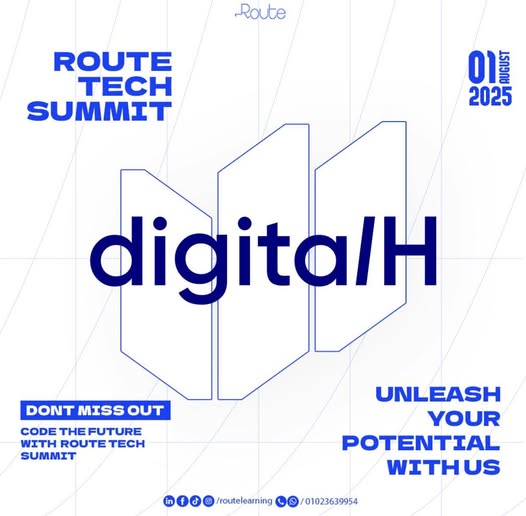 Route
ROUTE
TECH
SUMMIT
01 AUGUST
2025
digitalH
DONT MISS OUT
CODE THE FUTURE
WITH ROUTE TECH
SUMMIT
UNLEASH
YOUR
POTENTIAL
WITH US
/routelearning / 01023639954